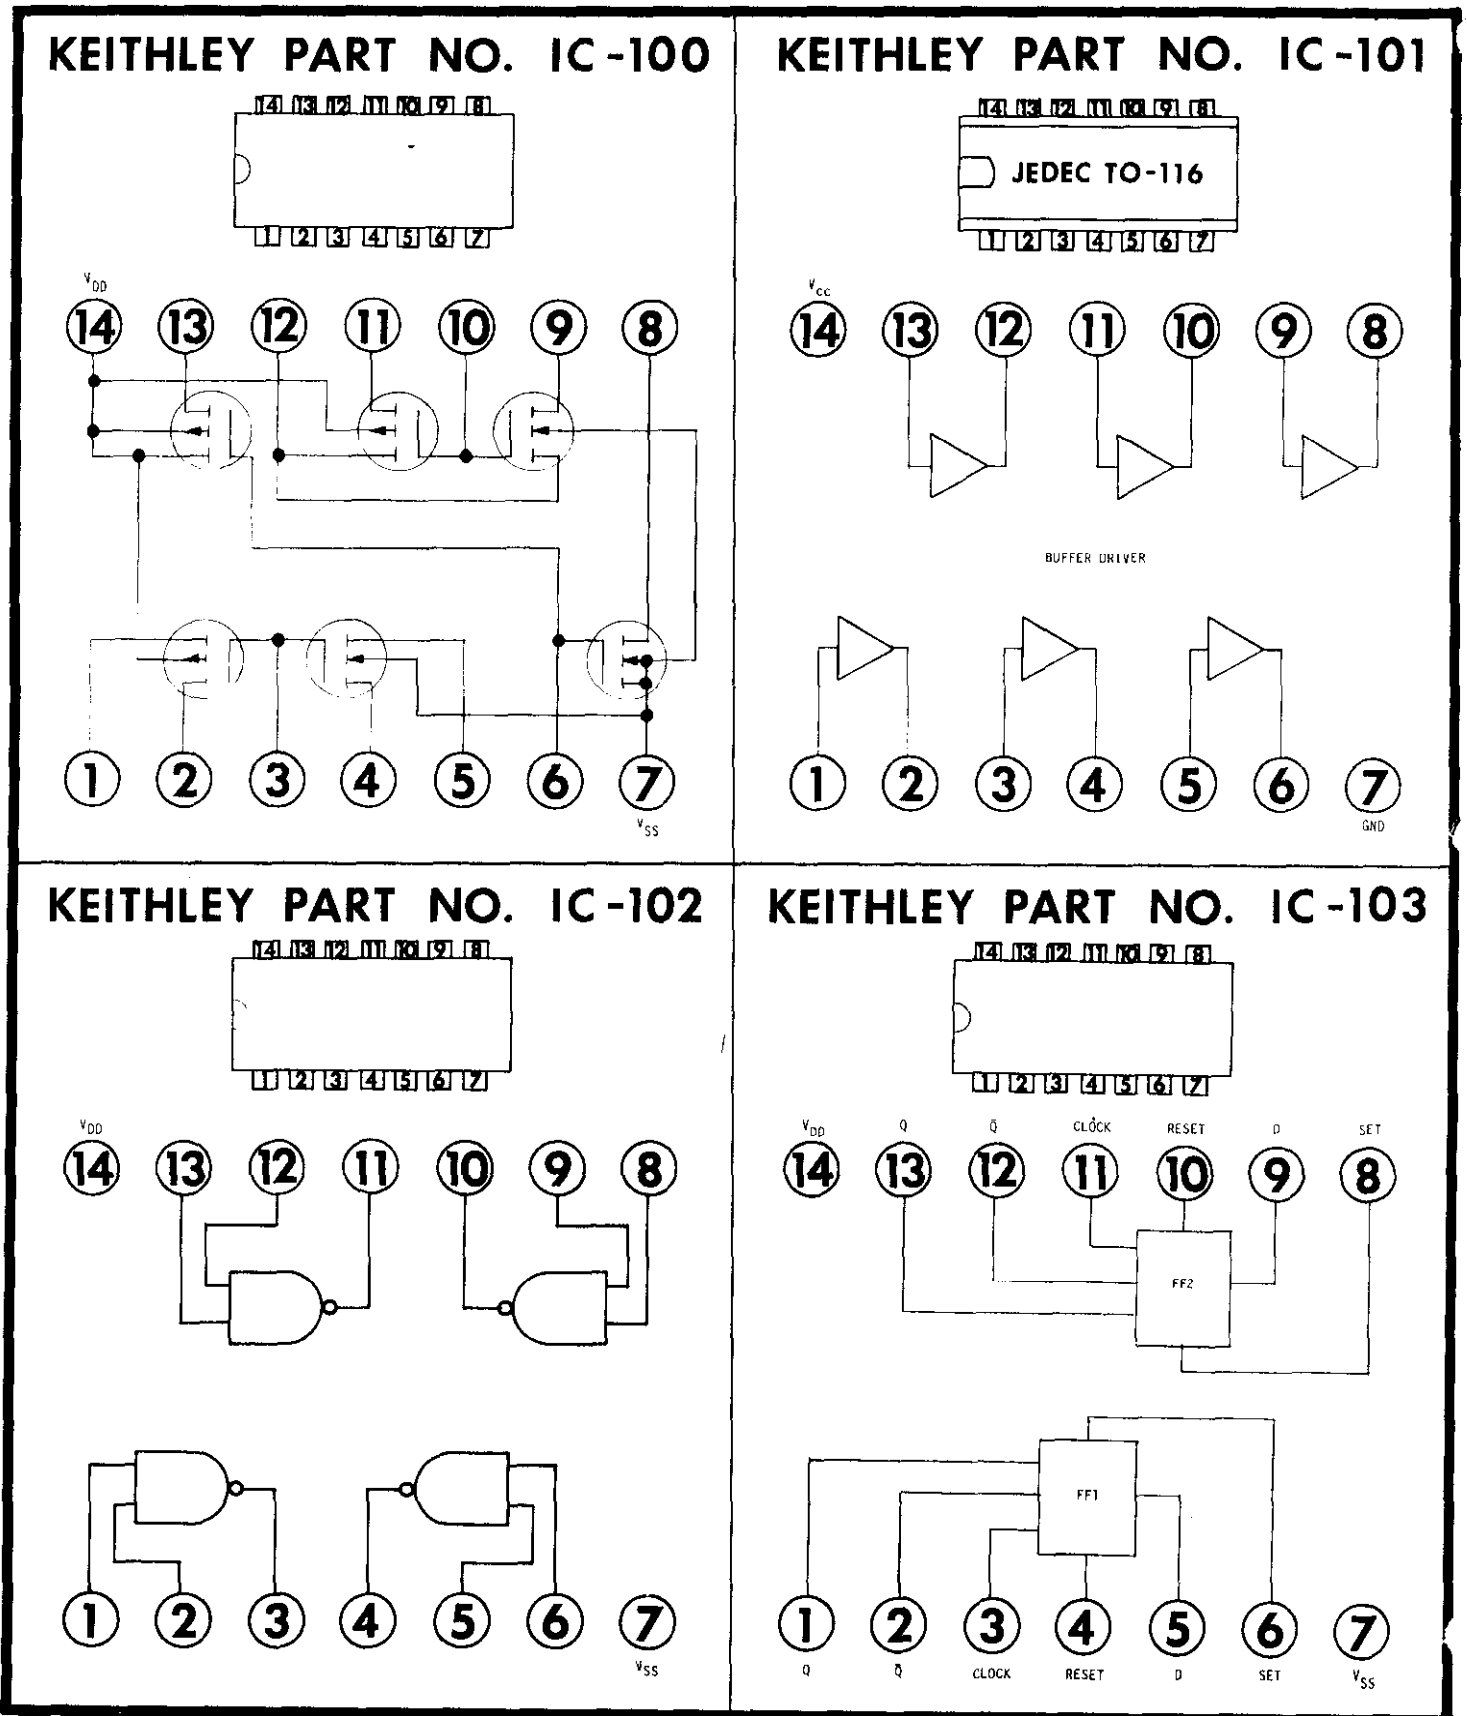 KEITHLEY PART NO. IC-100
14 13 12 11 10 9 8
1 2 3 4 5 6 7
VDD
14 13 12 11 10 9 8
1 2 3 4 5 6 7
VSS
KEITHLEY PART NO. IC-101
14 13 12 11 10 9 8
JEDEC TO-116
1 2 3 4 5 6 7
VCC
14 13 12 11 10 9 8
BUFFER DRIVER
1 2 3 4 5 6 7
GND
KEITHLEY PART NO. IC-102
14 13 12 11 10 9 8
1 2 3 4 5 6 7
VDD
14 13 12 11 10 9 8
1 2 3 4 5 6 7
VSS
KEITHLEY PART NO. IC-103
14 13 12 11 10 9 8
1 2 3 4 5 6 7
VDD Q Q̄ CLOCK RESET D SET
14 13 12 11 10 9 8
FF2
FF1
1 2 3 4 5 6 7
Q Q̄ CLOCK RESET D SET VSS